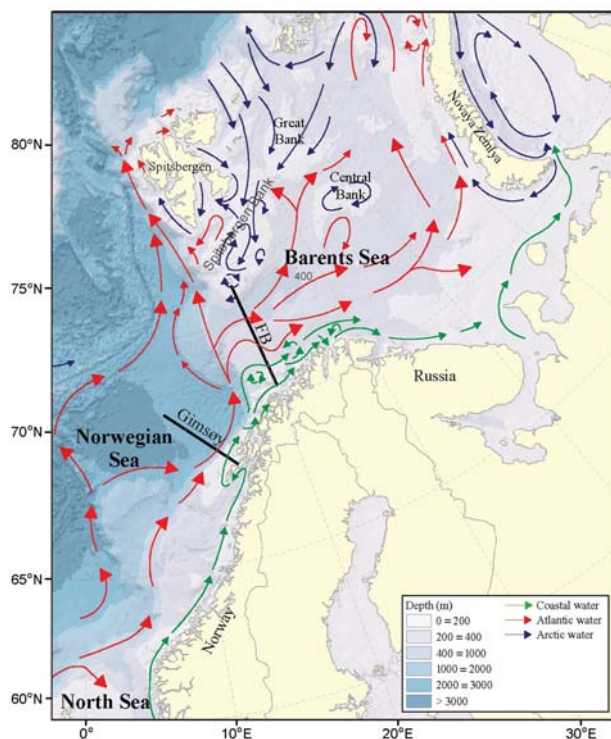 80°N
75°N
70°N
65°N
60°N
Great
Bank
Novaya Zemlya
Spitsbergen
Central
Bank
Spitsbergen Bank
Barents Sea
400
FB
Russia
Gimsøy
Norwegian
Sea
Norway
North Sea
Depth (m)
0 = 200
200 = 400
400 = 1000
1000 = 2000
2000 = 3000
> 3000
Coastal water
Atlantic water
Arctic water
0°
10°E
20°E
30°E